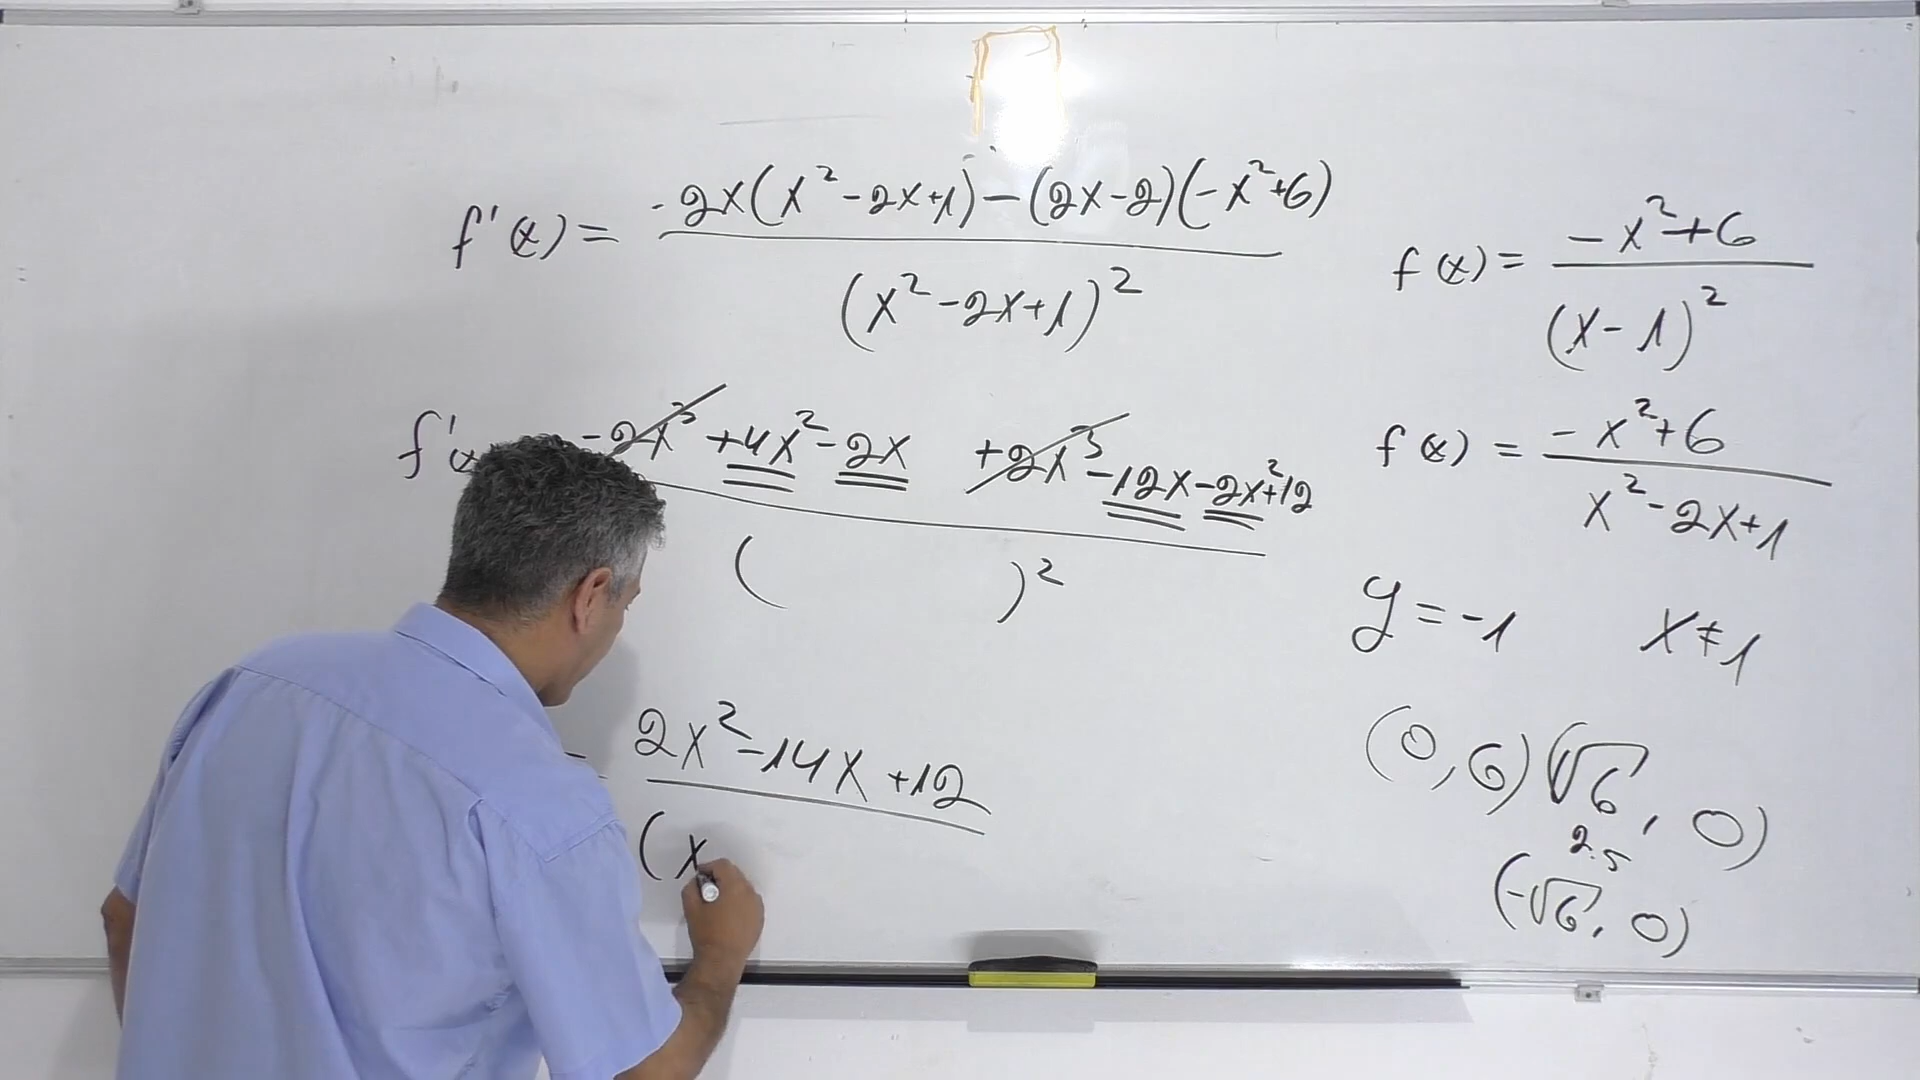 f'(x) = -2x(x² - 2x+1) - (2x-2)(-x²+6)
(x² - 2x+1)²
f'(x -2x³ +4x² - 2x +2x³ - 12x - 2x² + 12
( )²
= 2x² - 14x + 12
(x
f(x) = -x²+6
(x - 1)²
f(x) = -x²+6
x² - 2x+1
y = -1 x ≠ 1
(0,6) (√6, 0)
2.5
(-√6, 0)